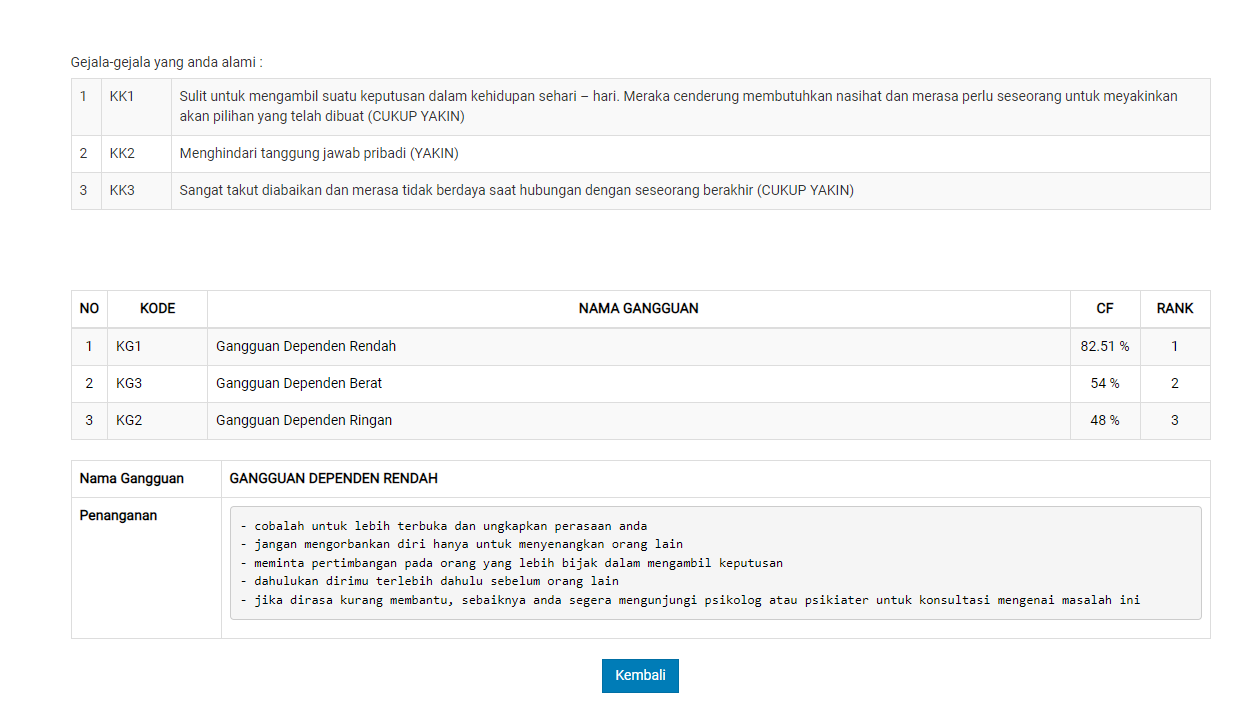 Gejala-gejala yang anda alami :
1 KK1 Sulit untuk mengambil suatu keputusan dalam kehidupan sehari – hari. Meraka cenderung membutuhkan nasihat dan merasa perlu seseorang untuk meyakinkan
akan pilihan yang telah dibuat (CUKUP YAKIN)
2 KK2 Menghindari tanggung jawab pribadi (YAKIN)
3 KK3 Sangat takut diabaikan dan merasa tidak berdaya saat hubungan dengan seseorang berakhir (CUKUP YAKIN)
NO KODE NAMA GANGGUAN CF RANK
1 KG1 Gangguan Dependen Rendah 82.51 % 1
2 KG3 Gangguan Dependen Berat 54 % 2
3 KG2 Gangguan Dependen Ringan 48 % 3
Nama Gangguan GANGGUAN DEPENDEN RENDAH
Penanganan
- cobalah untuk lebih terbuka dan ungkapkan perasaan anda
- jangan mengorbankan diri hanya untuk menyenangkan orang lain
- meminta pertimbangan pada orang yang lebih bijak dalam mengambil keputusan
- dahulukan dirimu terlebih dahulu sebelum orang lain
- jika dirasa kurang membantu, sebaiknya anda segera mengunjungi psikolog atau psikiater untuk konsultasi mengenai masalah ini
Kembali